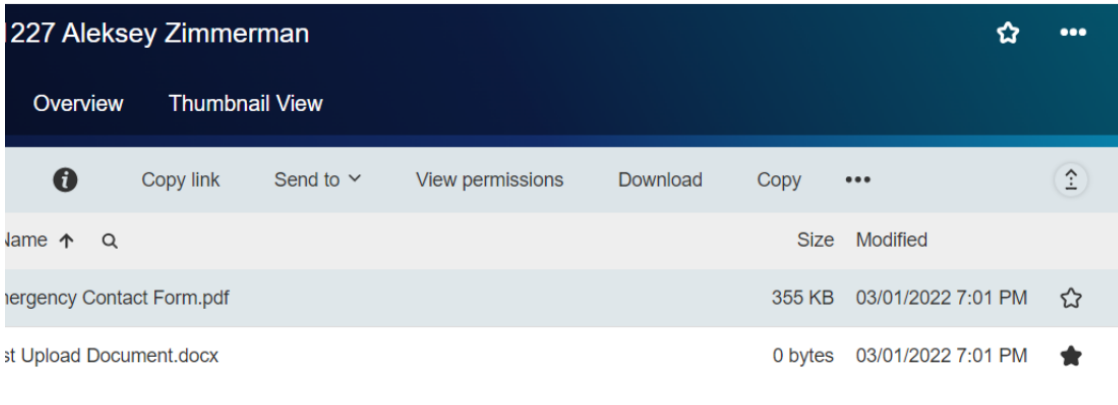 1227 Aleksey Zimmerman
Overview Thumbnail View
Copy link Send to View permissions Download Copy
Name Size Modified
nergency Contact Form.pdf 355 KB 03/01/2022 7:01 PM
st Upload Document.docx 0 bytes 03/01/2022 7:01 PM